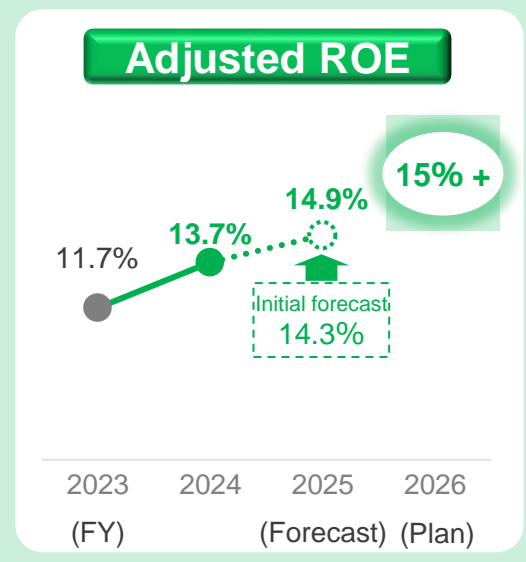 Adjusted ROE
15% +
14.9%
13.7%
11.7%
Initial forecast
14.3%
2023 2024 2025 2026
(FY) (Forecast) (Plan)